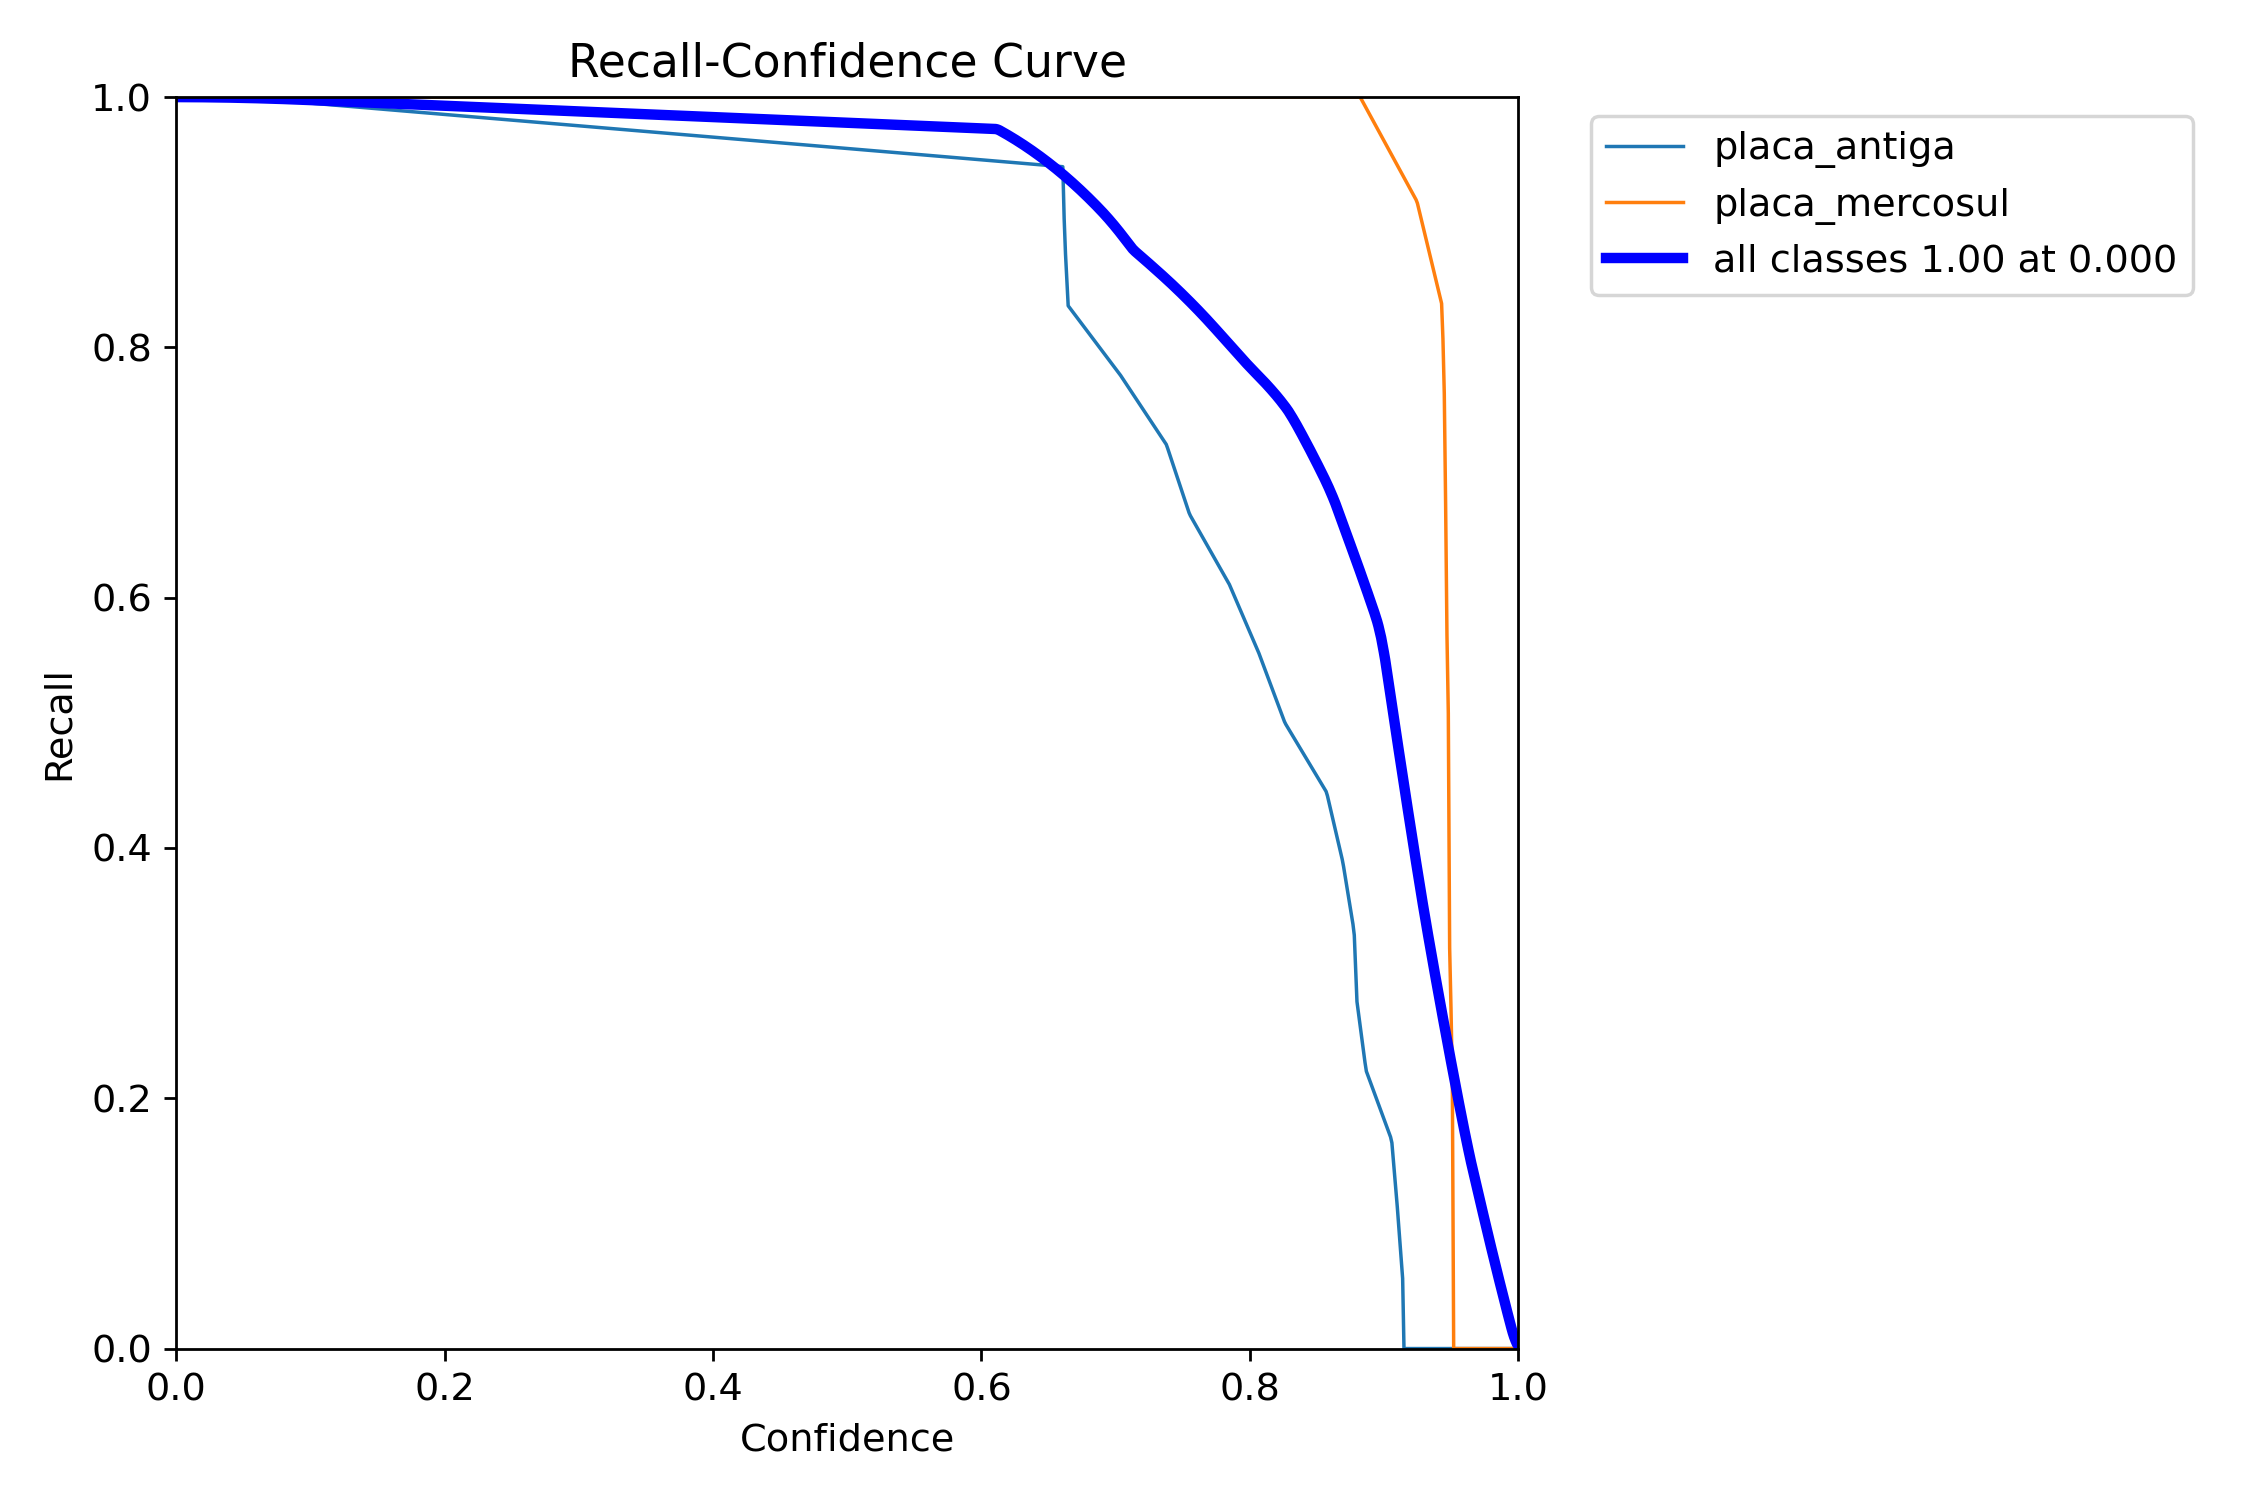 Recall-Confidence Curve
1.0
0.8
0.6
0.4
0.2
0.0
Recall
0.0 0.2 0.4 0.6 0.8 1.0
Confidence
placa_antiga
placa_mercosul
all classes 1.00 at 0.000